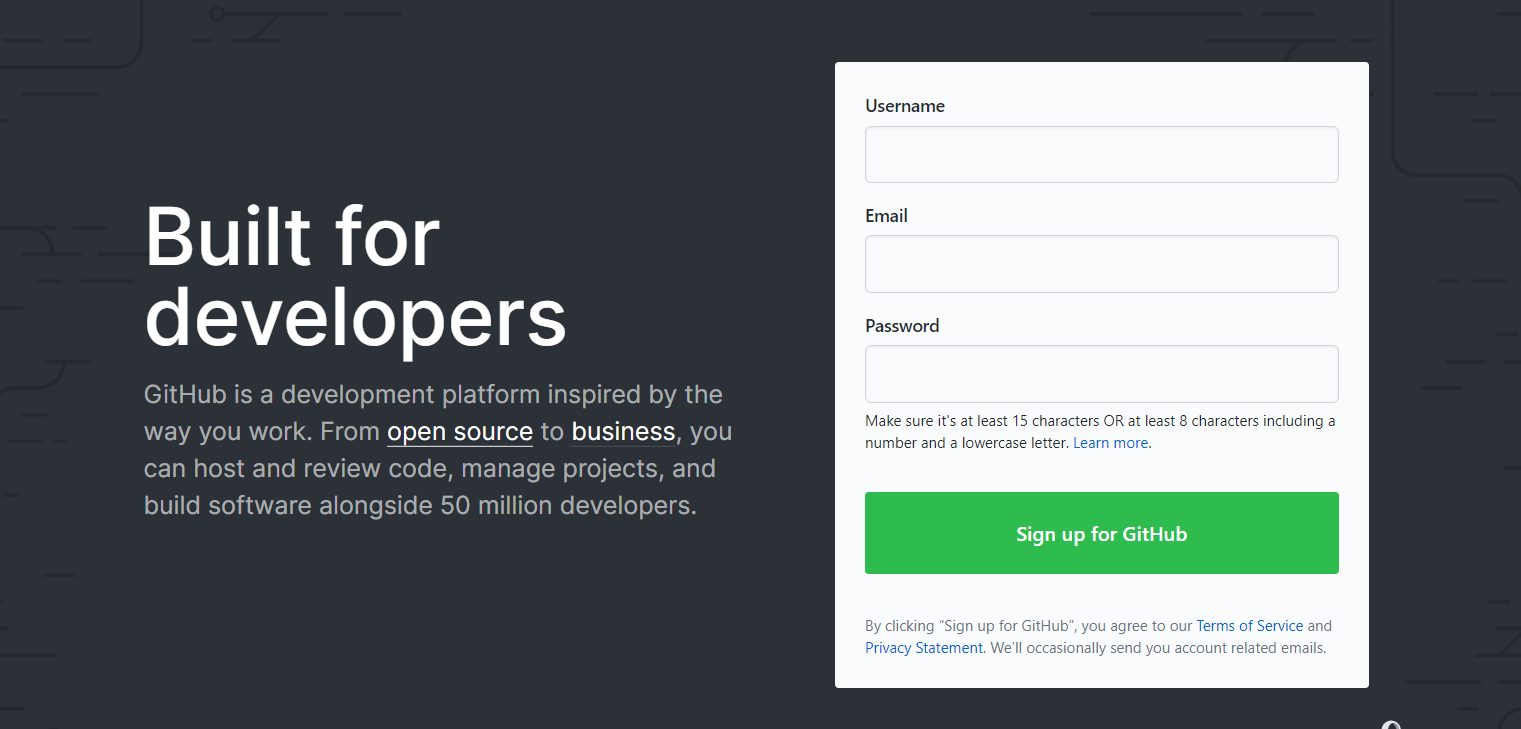 Built for
developers
GitHub is a development platform inspired by the
way you work. From open source to business, you
can host and review code, manage projects, and
build software alongside 50 million developers.
Username
Email
Password
Make sure it's at least 15 characters OR at least 8 characters including a
number and a lowercase letter. Learn more.
Sign up for GitHub
By clicking “Sign up for GitHub”, you agree to our Terms of Service and
Privacy Statement. We’ll occasionally send you account related emails.